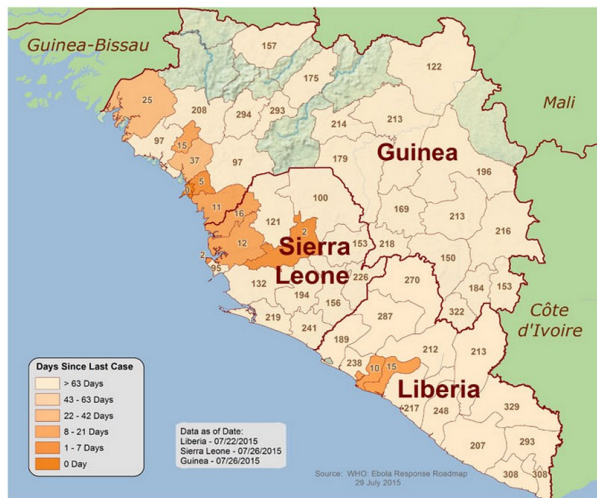 Guinea-Bissau
157
175
122
Mali
25
208
294
293
214
213
15
97
37
97
179
Guinea
196
5
100
11
16
121
2
169
213
216
12
Sierra
153
218
2
95
Leone
226
270
150
184
153
132
194
156
322
Côte
d'Ivoire
219
241
287
189
212
213
238
10
15
Liberia
217
248
329
207
293
308
308
Days Since Last Case
> 63 Days
43 - 63 Days
22 - 42 Days
8 - 21 Days
1 - 7 Days
0 Day
Data as of Date:
Liberia - 07/22/2015
Sierra Leone - 07/26/2015
Guinea - 07/26/2015
Source: WHO: Ebola Response Roadmap
29 July 2015